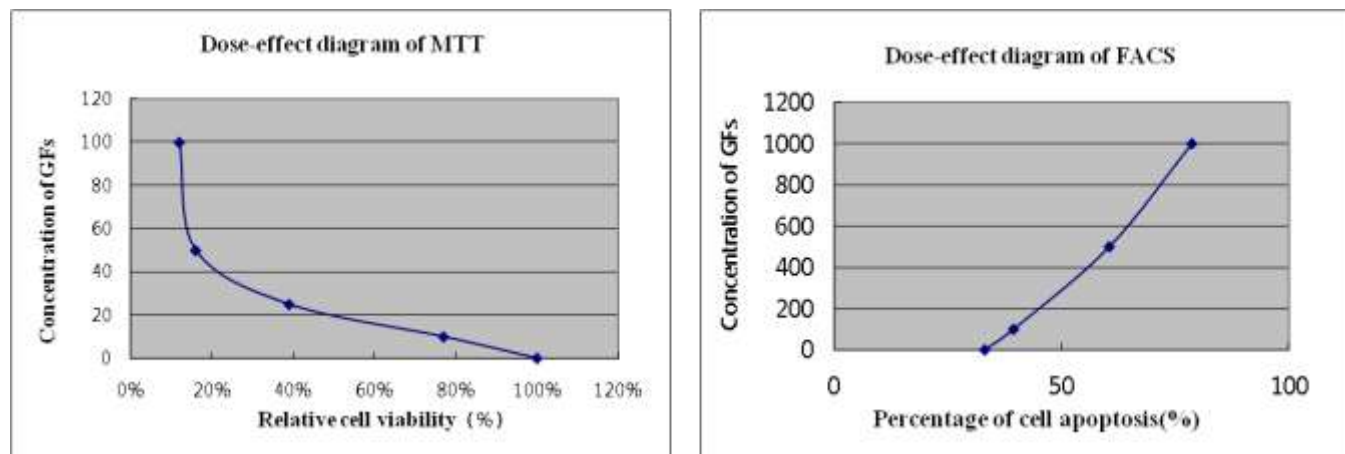 Dose-effect diagram of MTT
Concentration of GFs
120
100
80
60
40
20
0
0% 20% 40% 60% 80% 100% 120%
Relative cell viability (%)
Dose-effect diagram of FACS
Concentration of GFs
1200
1000
800
600
400
200
0
0 50 100
Percentage of cell apoptosis(%)